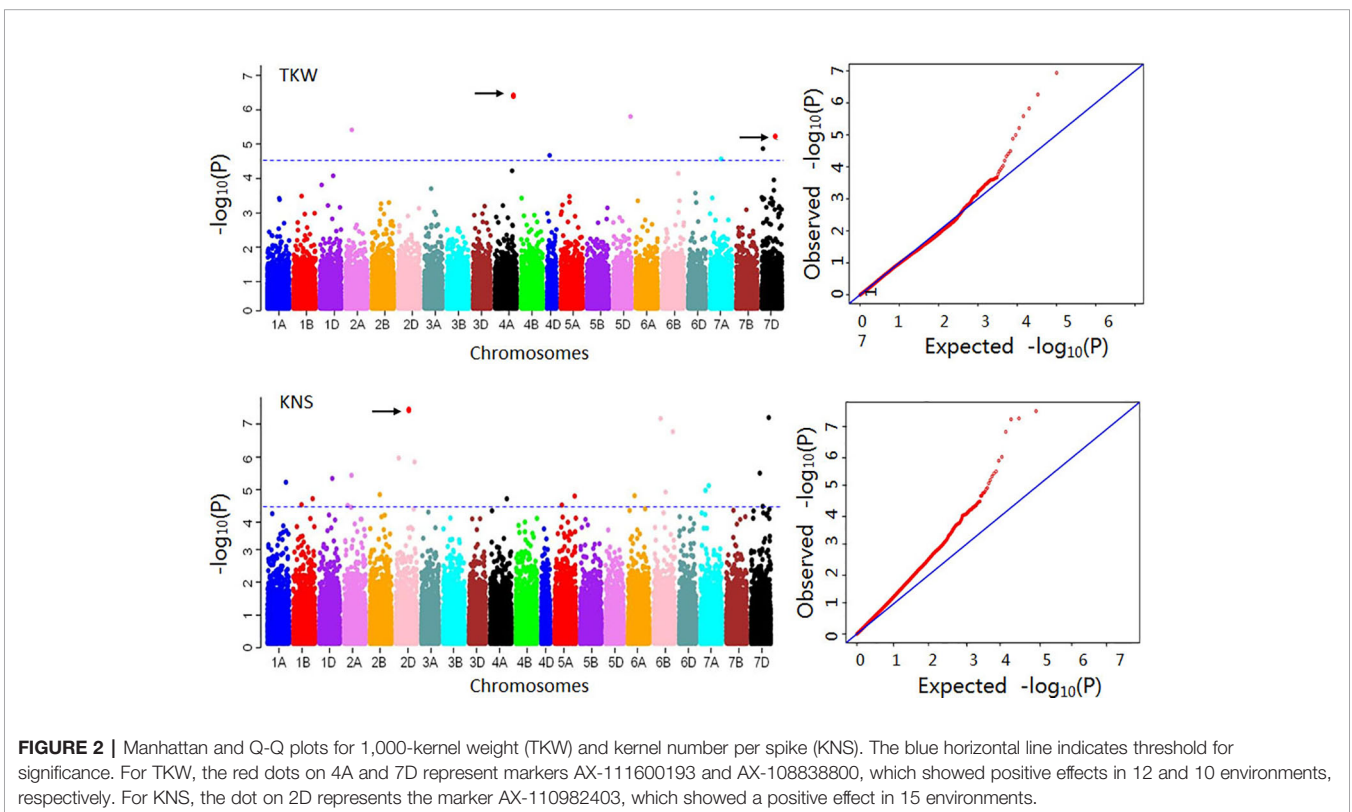 TKW
-log10(P)
7
6
5
4
3
2
1
0
1A 1B 1D 2A 2B 2D 3A 3B 3D 4A 4B 4D 5A 5B 5D 6A 6B 6D 7A 7B 7D
Chromosomes
Observed -log10(P)
7
6
5
4
3
2
1
0
1
0 1 2 3 3 4 5 6
7
Expected -log10(P)
KNS
-log10(P)
7
6
5
4
3
2
1
0
1A 1B 1D 2A 2B 2D 3A 3B 3D 4A 4B 4D 5A 5B 5D 6A 6B 6D 7A 7B 7D
Chromosomes
Observed -log10(P)
7
6
5
4
3
2
1
0
0 1 2 3 4 5 6 7
Expected -log10(P)
FIGURE 2 | Manhattan and Q-Q plots for 1,000-kernel weight (TKW) and kernel number per spike (KNS). The blue horizontal line indicates threshold for
significance. For TKW, the red dots on 4A and 7D represent markers AX-111600193 and AX-108838800, which showed positive effects in 12 and 10 environments,
respectively. For KNS, the dot on 2D represents the marker AX-110982403, which showed a positive effect in 15 environments.